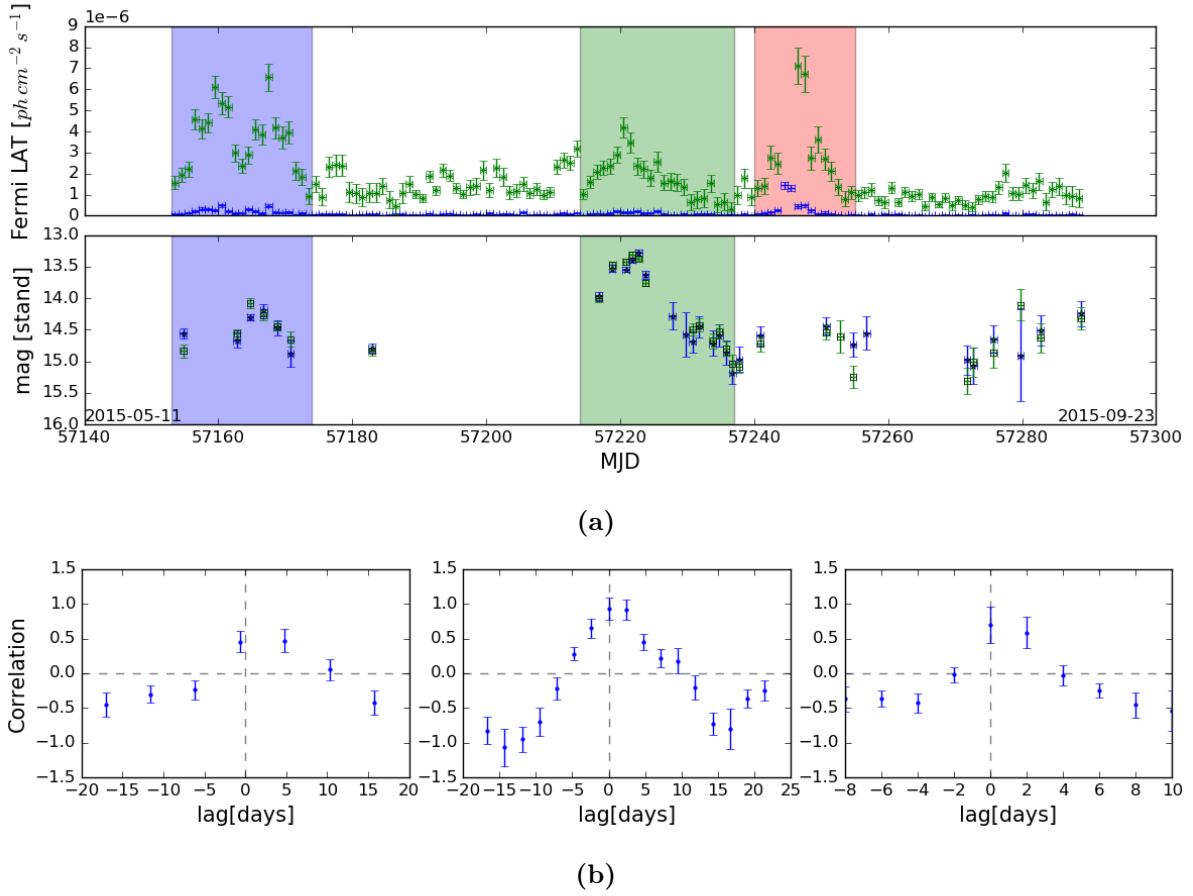 1e−6
Fermi LAT [ph cm⁻² s⁻¹]
9
8
7
6
5
4
3
2
1
0
mag [stand]
13.0
13.5
14.0
14.5
15.0
15.5
16.0
2015-05-11
2015-09-23
57140 57160 57180 57200 57220 57240 57260 57280 57300
MJD
(a)
Correlation
1.5
1.0
0.5
0.0
−0.5
−1.0
−1.5
−20 −15 −10 −5 0 5 10 15 20
lag[days]
1.5
1.0
0.5
0.0
−0.5
−1.0
−1.5
−20 −15 −10 −5 0 5 10 15 20 25
lag[days]
1.5
1.0
0.5
0.0
−0.5
−1.0
−1.5
−8 −6 −4 −2 0 2 4 6 8 10
lag[days]
(b)